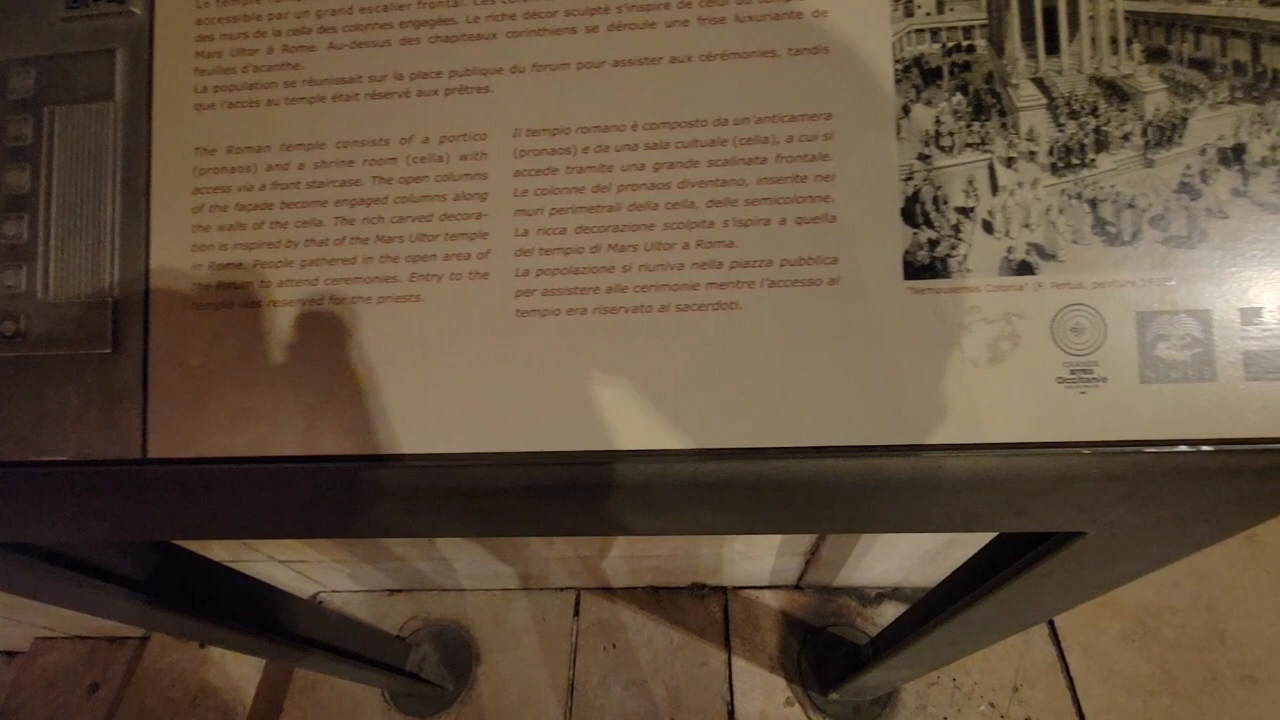 Le temple
accessible par un grand escalier frontal. Les
des murs de la cella des colonnes engagées. Le riche décor sculpté s'inspire de celui du
Mars Ultor à Rome. Au-dessus des chapiteaux corinthiens se déroule une frise luxuriante de
feuilles d'acanthe.
La population se réunissait sur la place publique du forum pour assister aux cérémonies, tandis
que l'accès au temple était réservé aux prêtres.
The Roman temple consists of a portico
(pronaos) and a shrine room (cella) with
access via a front staircase. The open columns
of the façade become engaged columns along
the walls of the cella. The rich carved decora-
tion is inspired by that of the Mars Ultor temple
in Rome. People gathered in the open area of
the forum to attend ceremonies. Entry to the
temple was reserved for the priests.
Il tempio romano è composto da un'anticamera
(pronaos) e da una sala cultuale (cella), a cui si
accede tramite una grande scalinata frontale.
Le colonne del pronaos diventano, inserite nei
muri perimetrali della cella, delle semicolonne.
La ricca decorazione scolpita s'ispira a quella
del tempio di Mars Ultor a Roma.
La popolazione si riuniva nella piazza pubblica
per assistere alle cerimonie mentre l'accesso al
tempio era riservato ai sacerdoti.
"Nemausensis Colonia" (F. Pertus, peinture
GRANDS
SITES
Occitanie